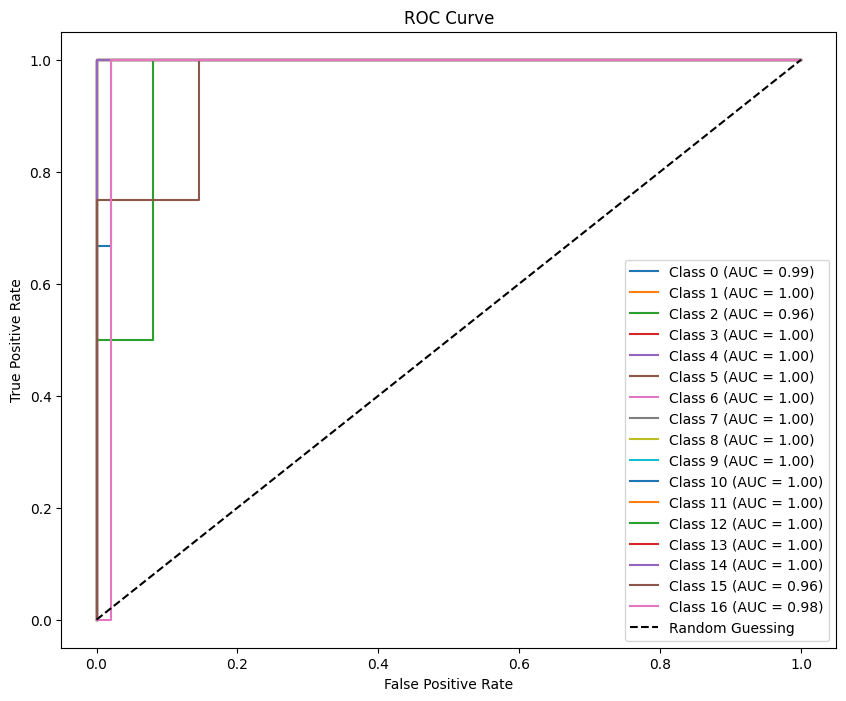 ROC Curve
True Positive Rate
1.0
0.8
0.6
0.4
0.2
0.0
Class 0 (AUC = 0.99)
Class 1 (AUC = 1.00)
Class 2 (AUC = 0.96)
Class 3 (AUC = 1.00)
Class 4 (AUC = 1.00)
Class 5 (AUC = 1.00)
Class 6 (AUC = 1.00)
Class 7 (AUC = 1.00)
Class 8 (AUC = 1.00)
Class 9 (AUC = 1.00)
Class 10 (AUC = 1.00)
Class 11 (AUC = 1.00)
Class 12 (AUC = 1.00)
Class 13 (AUC = 1.00)
Class 14 (AUC = 1.00)
Class 15 (AUC = 0.96)
Class 16 (AUC = 0.98)
Random Guessing
0.0 0.2 0.4 0.6 0.8 1.0
False Positive Rate